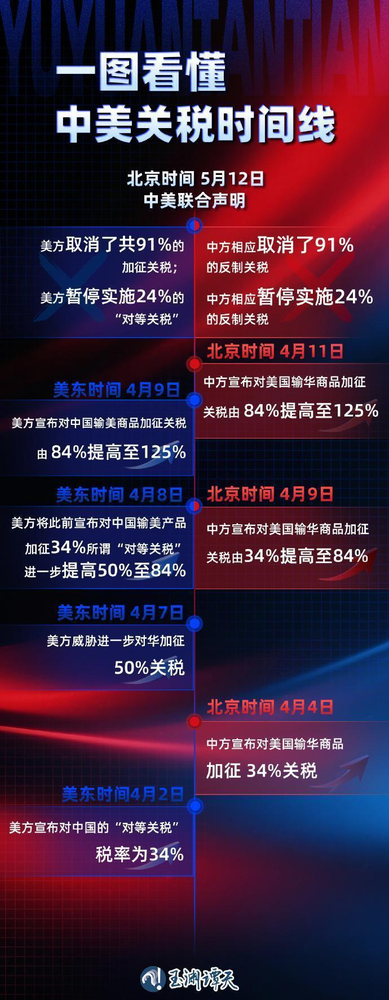 YUYUANTANTIAN
一图看懂
中美关税时间线
北京时间 5月12日
中美联合声明
美方取消了共91%的
加征关税；
美方暂停实施24%的
“对等关税”
中方相应取消了91%
的反制关税
中方相应暂停实施24%
的反制关税
北京时间 4月11日
中方宣布对美国输华商品加征
关税由 84%提高至125%
美东时间 4月9日
美方宣布对中国输美商品加征关税
由 84%提高至125%
美东时间 4月8日
美方将此前宣布对中国输美产品
加征34%所谓“对等关税”
进一步提高50%至84%
北京时间 4月9日
中方宣布对美国输华商品加征
关税由34%提高至84%
美东时间 4月7日
美方威胁进一步对华加征
50%关税
北京时间 4月4日
中方宣布对美国输华商品
加征 34%关税
美东时间4月2日
美方宣布对中国的“对等关税”
税率为34%
玉渊谭天